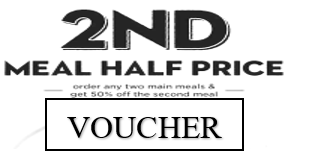 2ND
MEAL HALF PRICE
order any two main meals &
get 50% off the second meal
VOUCHER